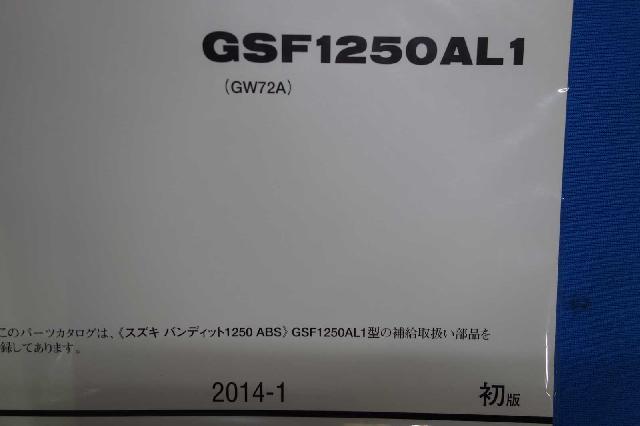 GSF1250AL1
(GW72A)
このパーツカタログは、《スズキ バンディット1250 ABS》GSF1250AL1型の補給取扱い部品を
録してあります。
2014-1
初版